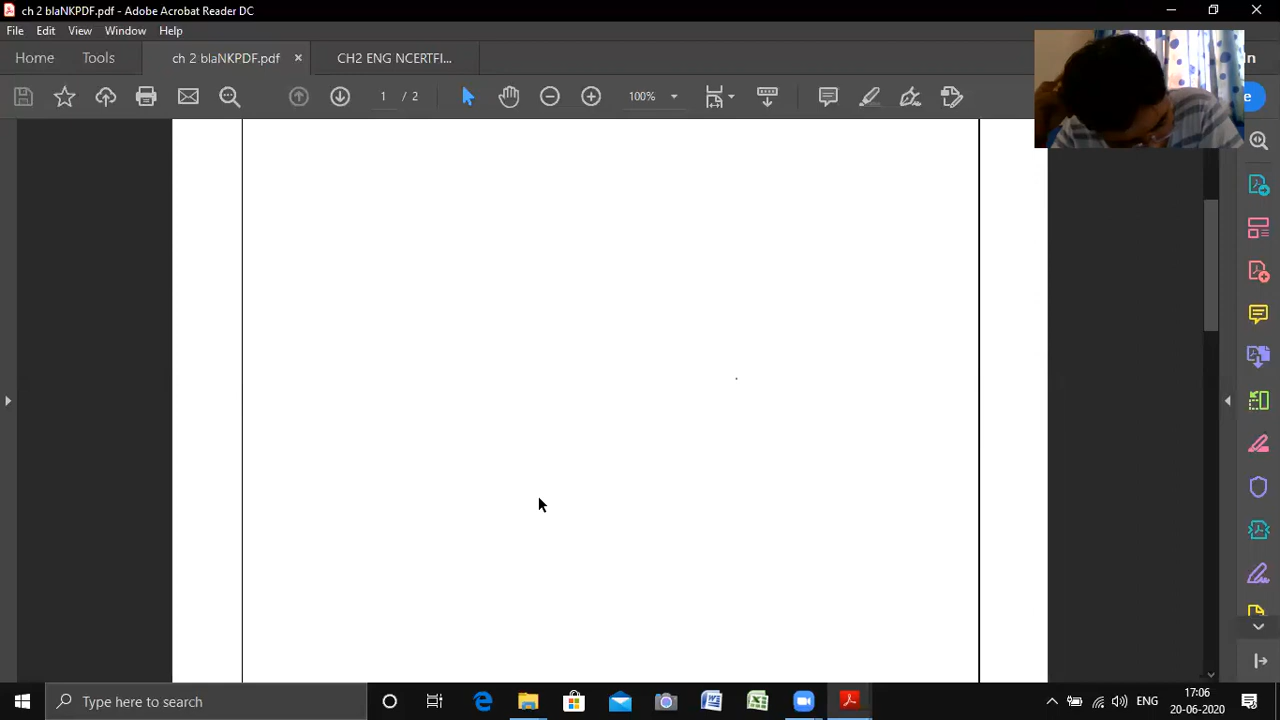 ch 2 blaNKPDF.pdf - Adobe Acrobat Reader DC
File Edit View Window Help
Home Tools ch 2 blaNKPDF.pdf CH2 ENG NCERTFI...
1 / 2 100%
Type here to search
ENG
17:06
20-06-2020